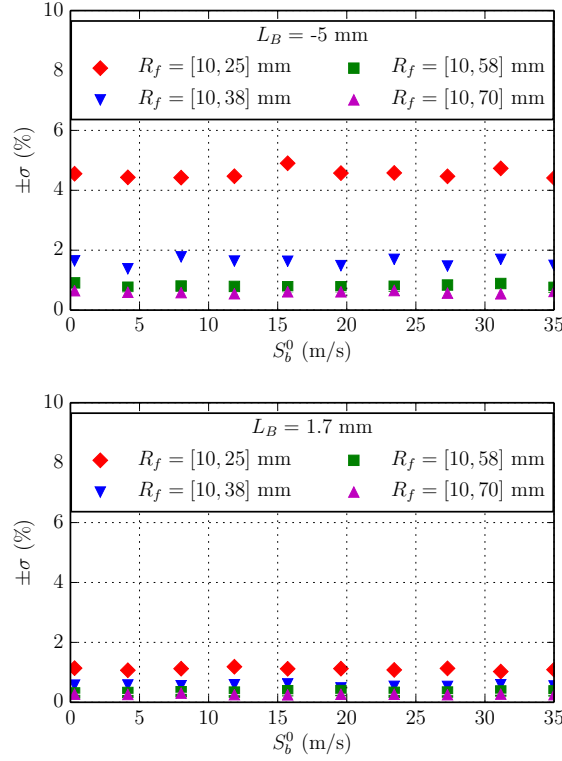 10
L_B = -5 mm
R_f = [10, 25] mm
R_f = [10, 58] mm
8
R_f = [10, 38] mm
R_f = [10, 70] mm
6
±σ (%)
4
2
0
0 5 10 15 20 25 30 35
S_b^0 (m/s)
10
L_B = 1.7 mm
R_f = [10, 25] mm
R_f = [10, 58] mm
8
R_f = [10, 38] mm
R_f = [10, 70] mm
6
±σ (%)
4
2
0
0 5 10 15 20 25 30 35
S_b^0 (m/s)